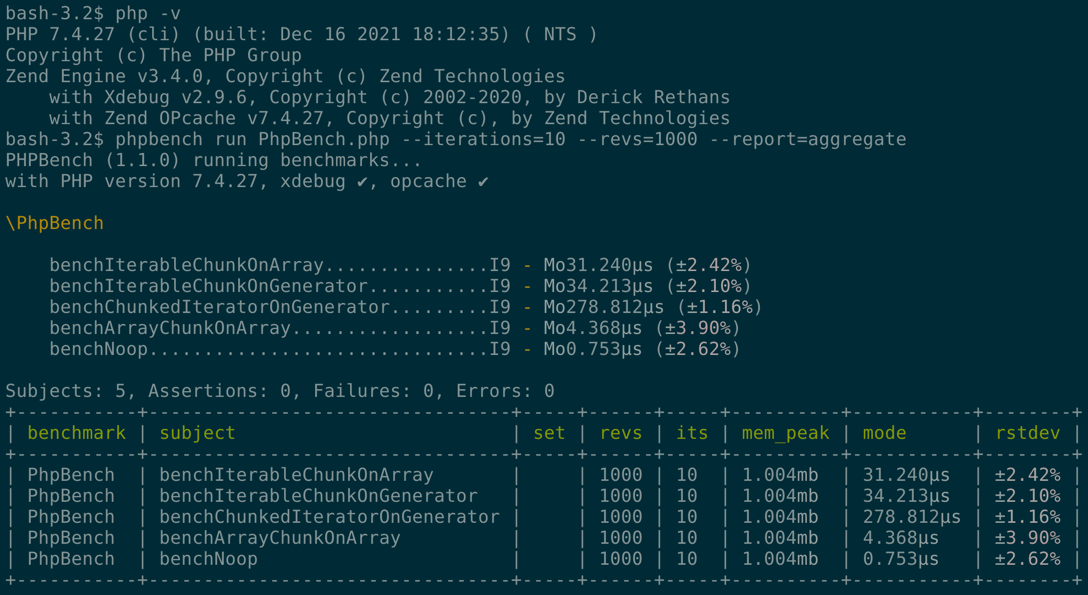 bash-3.2$ php -v
PHP 7.4.27 (cli) (built: Dec 16 2021 18:12:35) ( NTS )
Copyright (c) The PHP Group
Zend Engine v3.4.0, Copyright (c) Zend Technologies
    with Xdebug v2.9.6, Copyright (c) 2002-2020, by Derick Rethans
    with Zend OPcache v7.4.27, Copyright (c), by Zend Technologies
bash-3.2$ phpbench run PhpBench.php --iterations=10 --revs=1000 --report=aggregate
PHPBench (1.1.0) running benchmarks...
with PHP version 7.4.27, xdebug ✔, opcache ✔

\PhpBench

    benchIterableChunkOnArray...............I9 - Mo31.240μs (±2.42%)
    benchIterableChunkOnGenerator...........I9 - Mo34.213μs (±2.10%)
    benchChunkedIteratorOnGenerator.........I9 - Mo278.812μs (±1.16%)
    benchArrayChunkOnArray..................I9 - Mo4.368μs (±3.90%)
    benchNoop...............................I9 - Mo0.753μs (±2.62%)

Subjects: 5, Assertions: 0, Failures: 0, Errors: 0
+-----------+---------------------------------+-----+------+-----+----------+-----------+--------+
| benchmark | subject                         | set | revs | its | mem_peak | mode      | rstdev |
+-----------+---------------------------------+-----+------+-----+----------+-----------+--------+
| PhpBench  | benchIterableChunkOnArray       |     | 1000 | 10  | 1.004mb  | 31.240μs  | ±2.42% |
| PhpBench  | benchIterableChunkOnGenerator   |     | 1000 | 10  | 1.004mb  | 34.213μs  | ±2.10% |
| PhpBench  | benchChunkedIteratorOnGenerator |     | 1000 | 10  | 1.004mb  | 278.812μs | ±1.16% |
| PhpBench  | benchArrayChunkOnArray          |     | 1000 | 10  | 1.004mb  | 4.368μs   | ±3.90% |
| PhpBench  | benchNoop                       |     | 1000 | 10  | 1.004mb  | 0.753μs   | ±2.62% |
+-----------+---------------------------------+-----+------+-----+----------+-----------+--------+